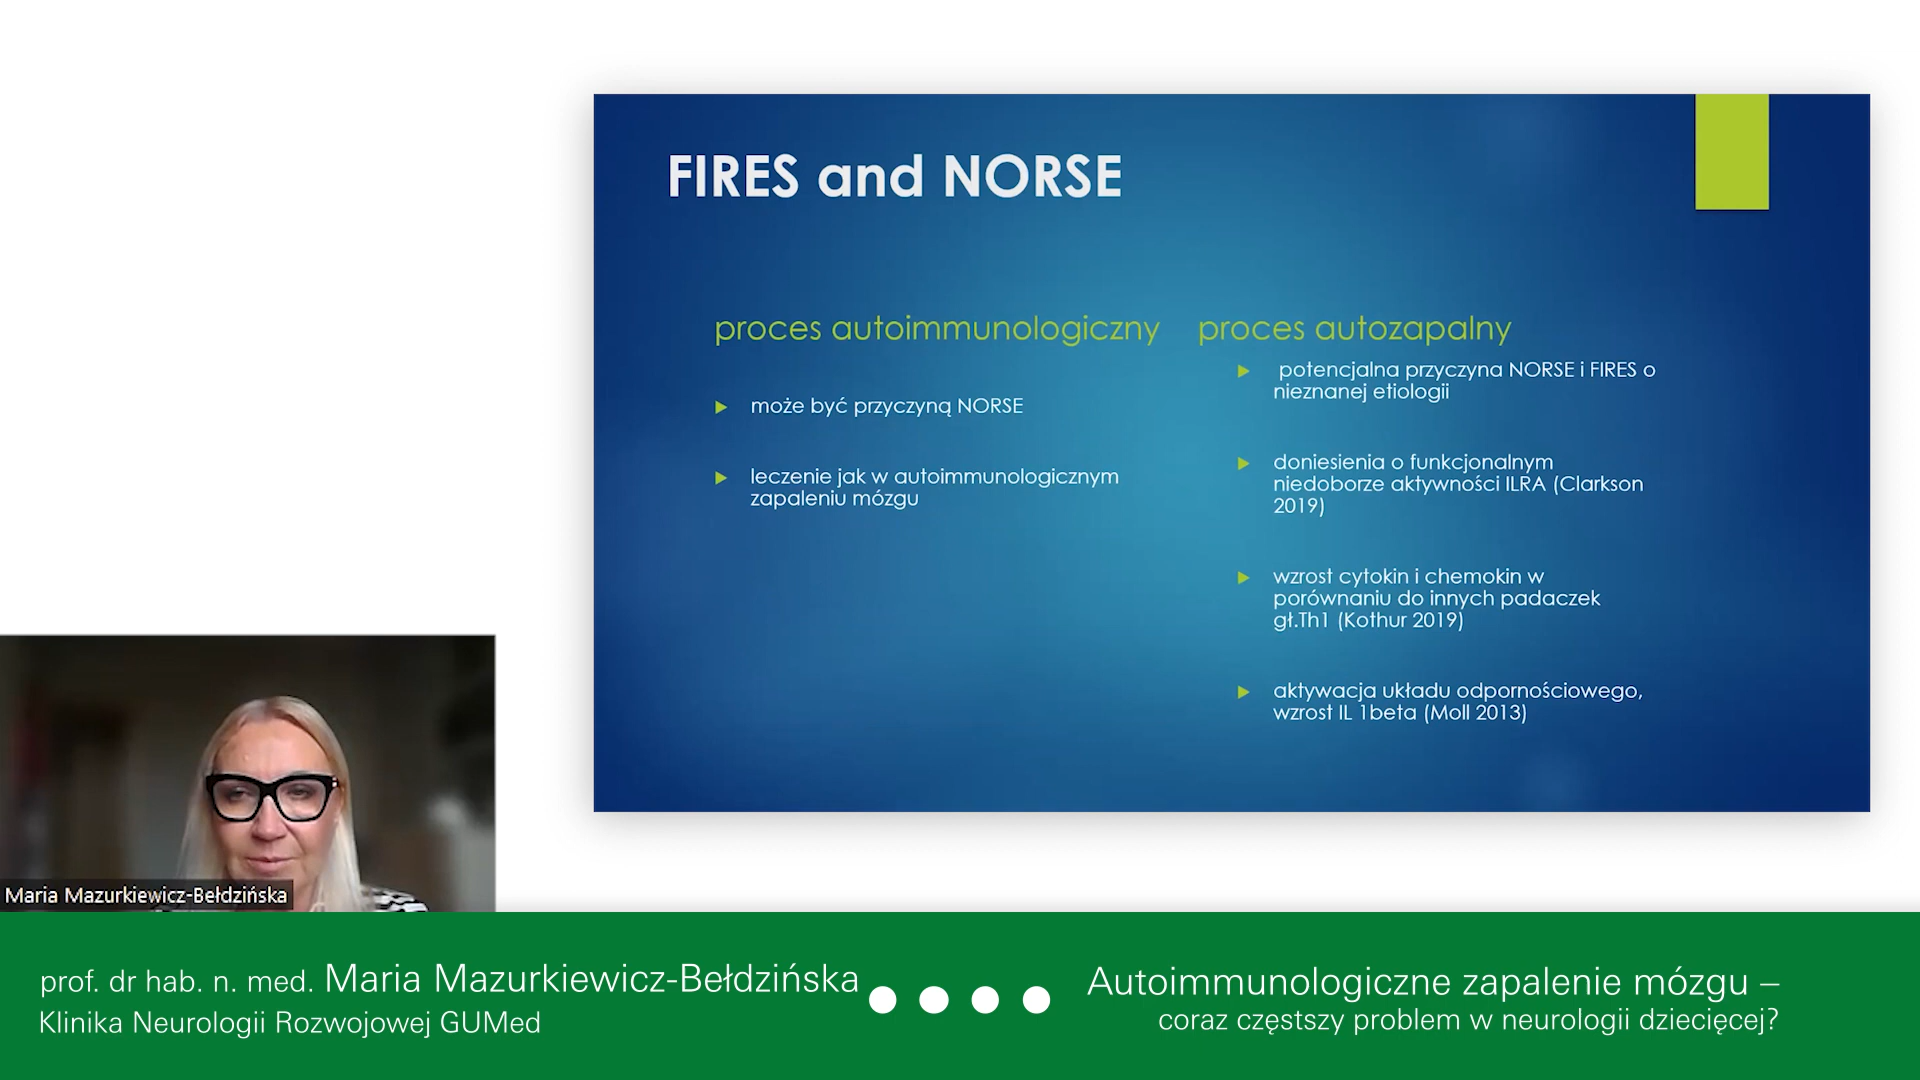 FIRES and NORSE
proces autoimmunologiczny
może być przyczyną NORSE
leczenie jak w autoimmunologicznym
zapaleniu mózgu
proces autozapalny
potencjalna przyczyna NORSE i FIRES o
nieznanej etiologii
doniesienia o funkcjonalnym
niedoborze aktywności ILRA (Clarkson
2019)
wzrost cytokin i chemokin w
porównaniu do innych padaczek
gł.Th1 (Kothur 2019)
aktywacja układu odpornościowego,
wzrost IL 1beta (Moll 2013)
Maria Mazurkiewicz-Bełdzińska
prof. dr hab. n. med. Maria Mazurkiewicz-Bełdzińska
Klinika Neurologii Rozwojowej GUMed
Autoimmunologiczne zapalenie mózgu –
coraz częstszy problem w neurologii dziecięcej?